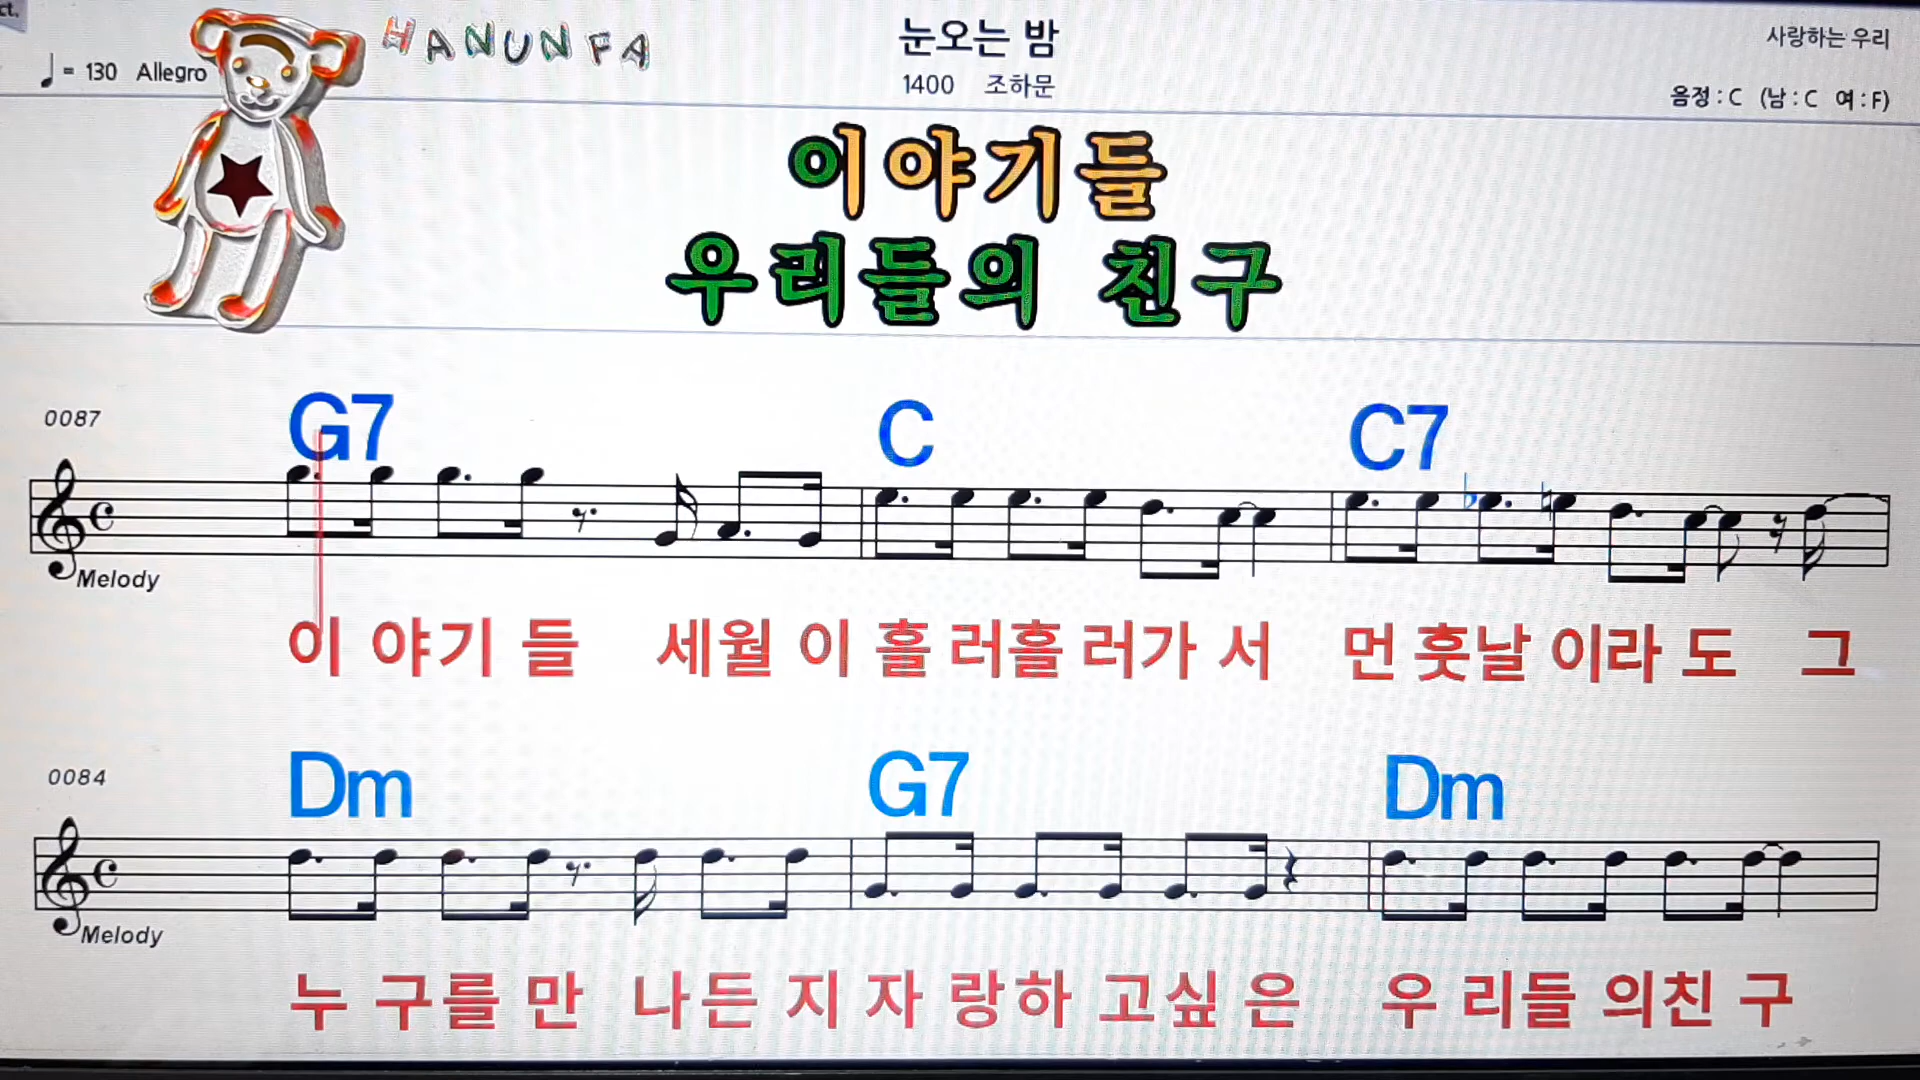 ct.
HANUNFA
눈오는 밤
사랑하는 우리
= 130 Allegro
1400 조하문
음정 : C (남 : C 여 : F)
이야기들
우리들의 친구
0087
G7 C C7
Melody
이 야기 들 세월 이 흘 러흘 러가 서 먼 훗날 이라 도 그
0084
Dm G7 Dm
Melody
누 구를 만 나든 지 자 랑하 고싶 은 우 리들 의친 구